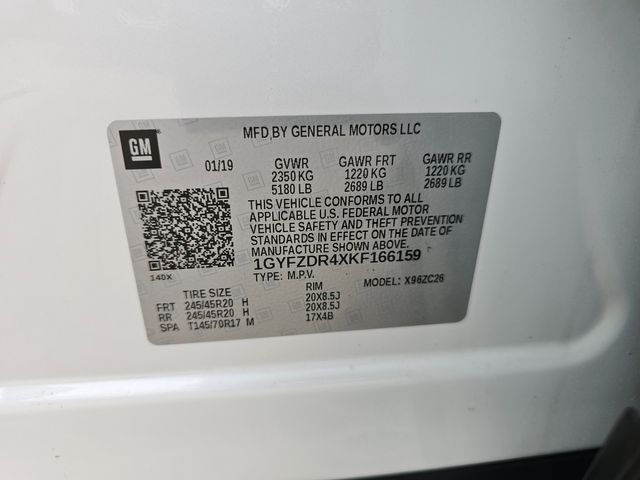 GM
MFD BY GENERAL MOTORS LLC
01/19 GVWR GAWR FRT GAWR RR
2350 KG 1220 KG 1220 KG
5180 LB 2689 LB 2689 LB
THIS VEHICLE CONFORMS TO ALL
APPLICABLE U.S. FEDERAL MOTOR
VEHICLE SAFETY AND THEFT PREVENTION
STANDARDS IN EFFECT ON THE DATE OF
MANUFACTURE SHOWN ABOVE.
1GYFZDR4XKF166159
140X
TYPE: M.P.V. MODEL: X96ZC26
TIRE SIZE RIM
FRT 245/45R20 H 20X8.5J
RR 245/45R20 H 20X8.5J
SPA T145/70R17 M 17X4B